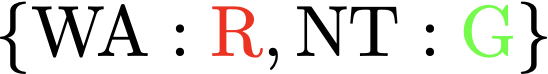 {WA : R, NT : G}